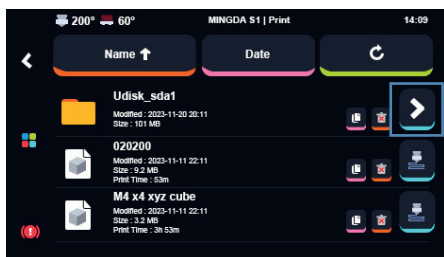 200° 60° MINGDA S1 | Print 14:09
Name Date
Udisk_sda1
Modified : 2023-11-20 20:11
Size : 101 MB
020200
Modified : 2023-11-11 22:11
Size : 9.2 MB
Print Time : 53m
M4 x4 xyz cube
Modified : 2023-11-11 22:11
Size : 3.2 MB
Print Time : 3h 53m